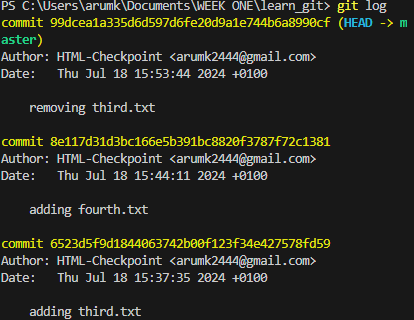 PS C:\Users\arumk\Documents\WEEK ONE\learn_git> git log
commit 99dcea1a335d6d597d6fe20d9a1e744b6a8990cf (HEAD -> m
aster)
Author: HTML-Checkpoint <arumk2444@gmail.com>
Date:   Thu Jul 18 15:53:44 2024 +0100

    removing third.txt

commit 8e117d31d3bc166e5b391bc8820f3787f72c1381
Author: HTML-Checkpoint <arumk2444@gmail.com>
Date:   Thu Jul 18 15:44:11 2024 +0100

    adding fourth.txt

commit 6523d5f9d1844063742b00f123f34e427578fd59
Author: HTML-Checkpoint <arumk2444@gmail.com>
Date:   Thu Jul 18 15:37:35 2024 +0100

    adding third.txt